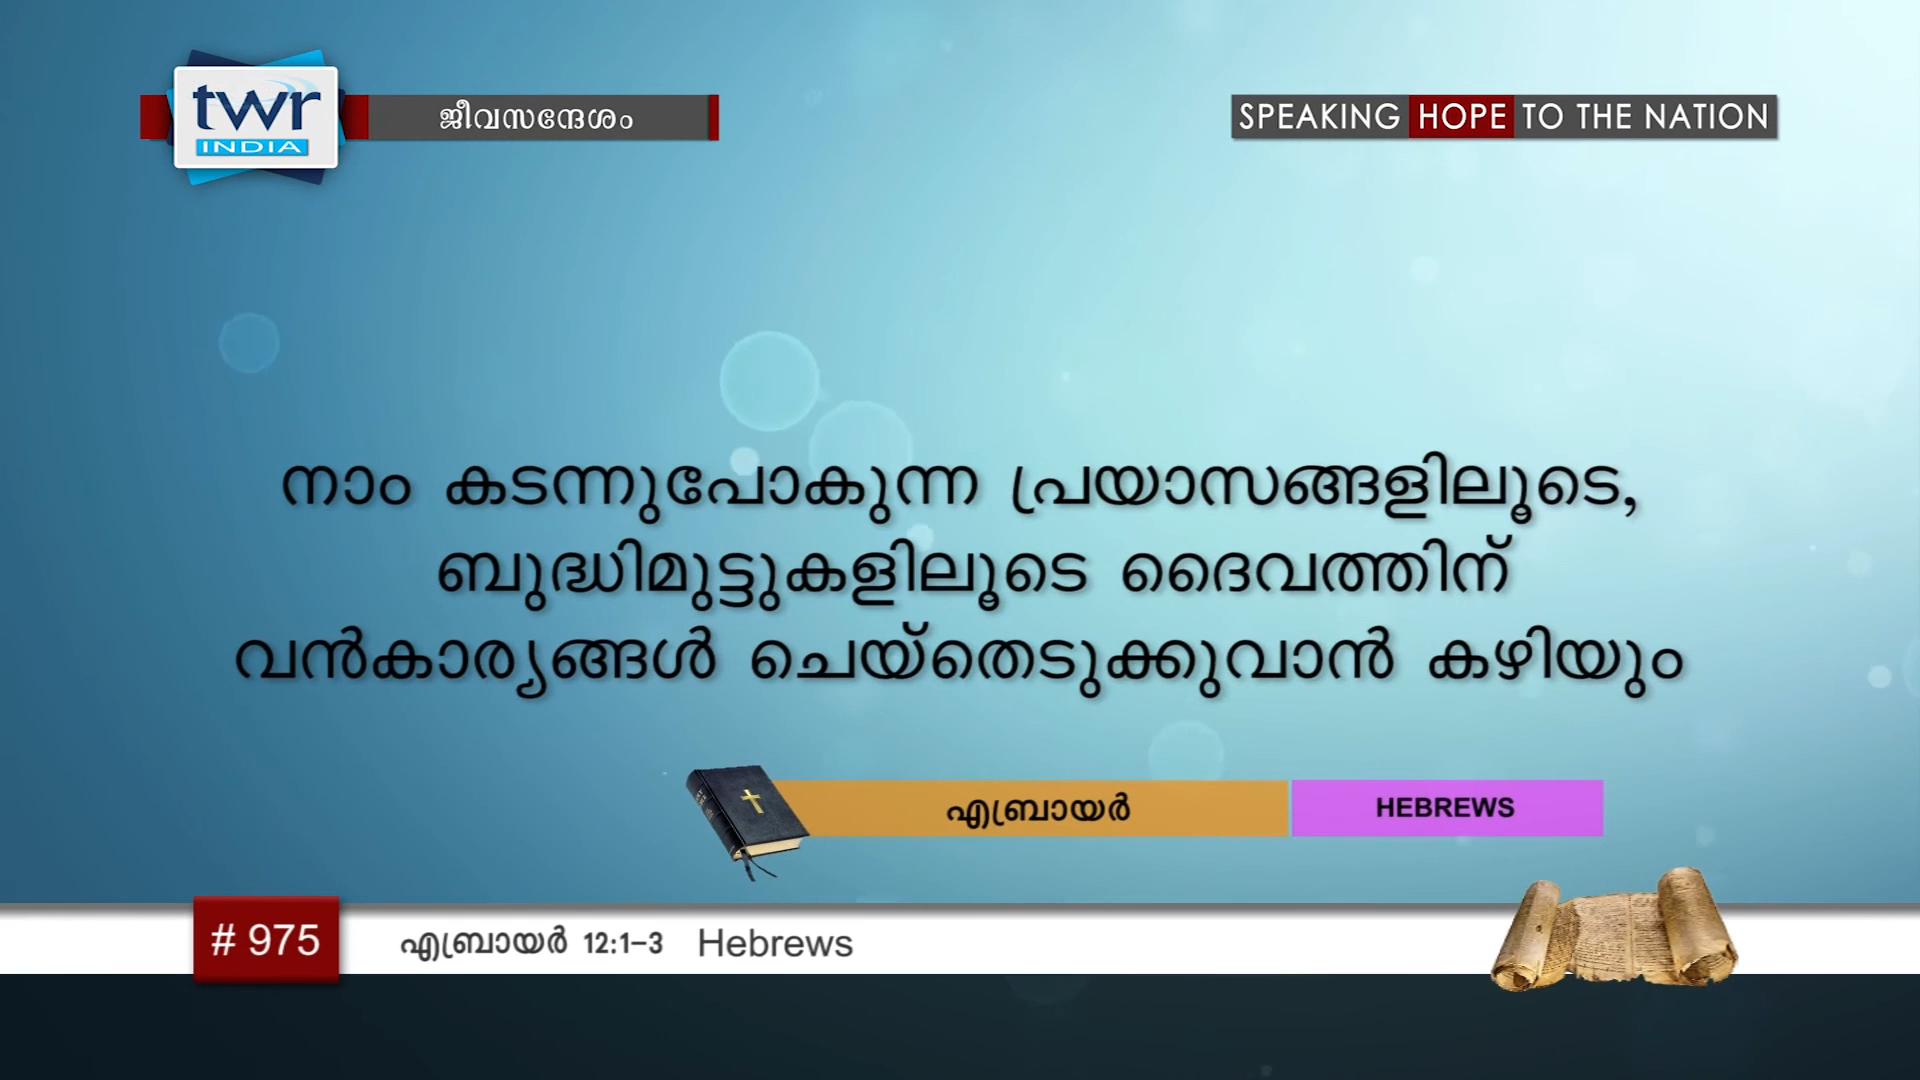 twr
INDIA
ജീവസന്ദേശം
SPEAKING HOPE TO THE NATION
നാം കടന്നുപോകുന്ന പ്രയാസങ്ങളിലൂടെ,
ബുദ്ധിമുട്ടുകളിലൂടെ ദൈവത്തിന്
വൻകാര്യങ്ങൾ ചെയ്തെടുക്കുവാൻ കഴിയും
എബ്രായർ HEBREWS
# 975 എബ്രായർ 12:1-3 Hebrews